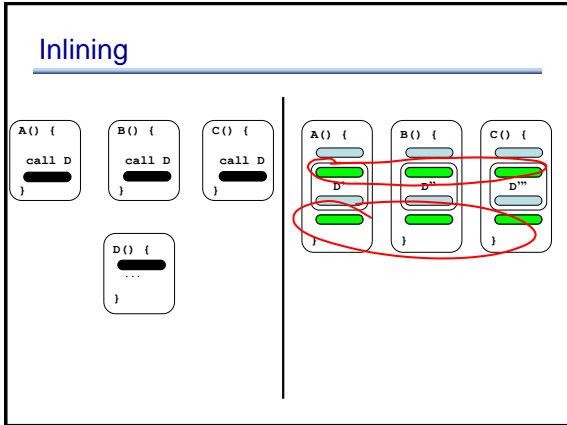 Inlining
A() {
call D
}
B() {
call D
}
C() {
call D
}
D() {
...
}
A() {
D'
}
B() {
D''
}
C() {
D'''
}